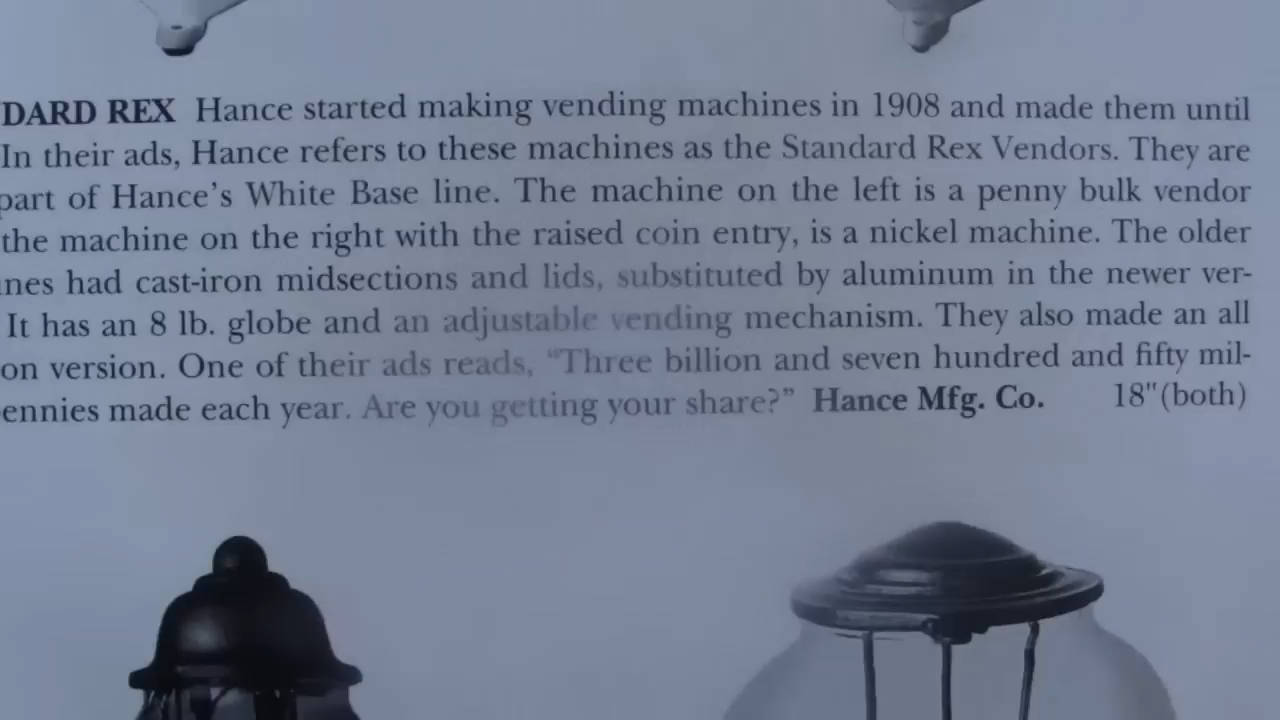 DARD REX Hance started making vending machines in 1908 and made them until
In their ads, Hance refers to these machines as the Standard Rex Vendors. They are
part of Hance's White Base line. The machine on the left is a penny bulk vendor
the machine on the right with the raised coin entry, is a nickel machine. The older
ines had cast-iron midsections and lids, substituted by aluminum in the newer ver-
It has an 8 lb. globe and an adjustable vending mechanism. They also made an all
on version. One of their ads reads, “Three billion and seven hundred and fifty mil-
ennies made each year. Are you getting your share?” Hance Mfg. Co. 18"(both)